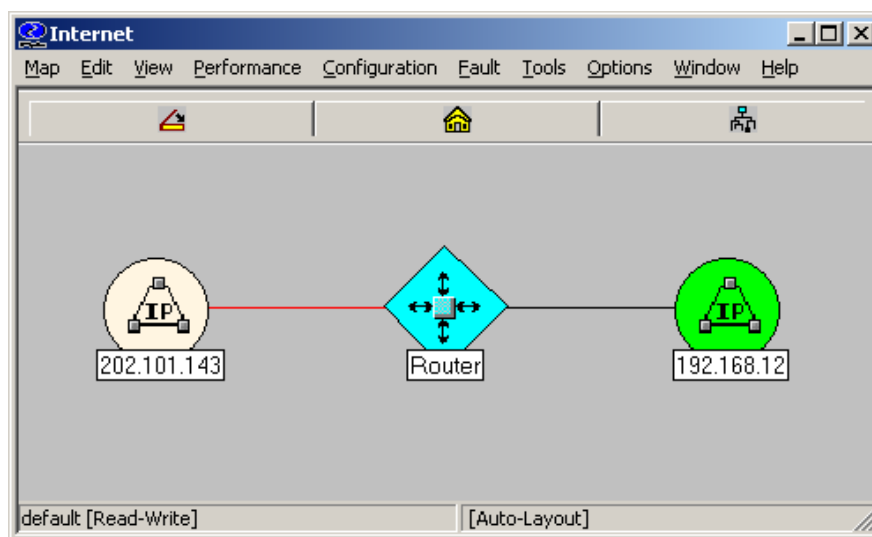 Internet
Map Edit View Performance Configuration Fault Tools Options Window Help
IP IP
202.101.143 Router 192.168.12
default [Read-Write] [Auto-Layout]